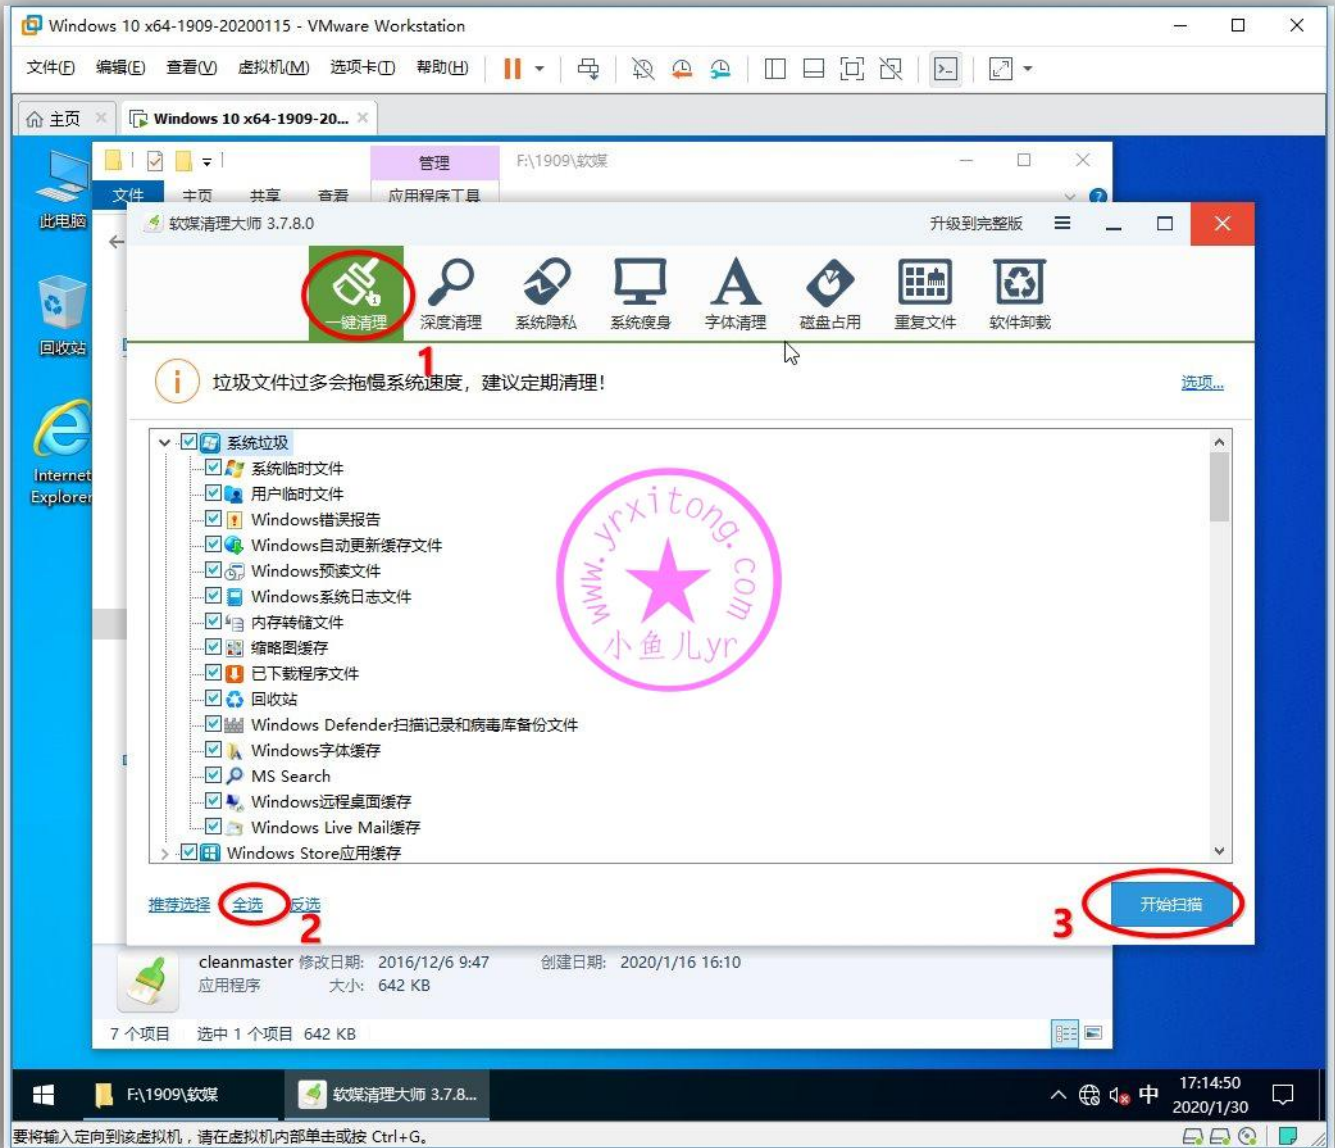 Windows 10 x64-1909-20200115 - VMware Workstation
文件(F) 编辑(E) 查看(V) 虚拟机(M) 选项卡(T) 帮助(H)
主页 Windows 10 x64-1909-20...
管理 F:\1909\软媒
文件 主页 共享 查看 应用程序工具
此电脑
回收站
Internet
Explorer
软媒清理大师 3.7.8.0 升级到完整版
一键清理 深度清理 系统隐私 系统瘦身 字体清理 磁盘占用 重复文件 软件卸载
1
垃圾文件过多会拖慢系统速度，建议定期清理！ 选项...
系统垃圾
系统临时文件
用户临时文件
Windows错误报告
Windows自动更新缓存文件
Windows预读文件
Windows系统日志文件
内存转储文件
缩略图缓存
已下载程序文件
回收站
Windows Defender扫描记录和病毒库备份文件
Windows字体缓存
MS Search
Windows远程桌面缓存
Windows Live Mail缓存
Windows Store应用缓存
www.yrxitong.com
小鱼儿yr
推荐选择 全选 反选 开始扫描
2 3
cleanmaster 修改日期: 2016/12/6 9:47 创建日期: 2020/1/16 16:10
应用程序 大小: 642 KB
7 个项目 选中 1 个项目 642 KB
F:\1909\软媒 软媒清理大师 3.7.8... 中 17:14:50
2020/1/30
要将输入定向到该虚拟机，请在虚拟机内部单击或按 Ctrl+G。